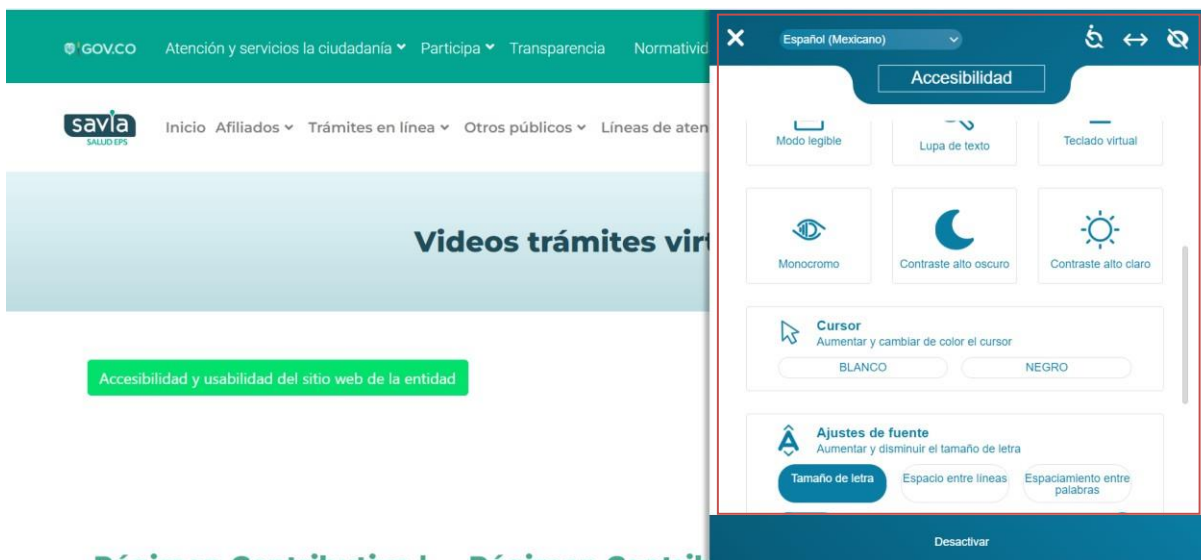 GOV.CO Atención y servicios la ciudadanía Participa Transparencia
savia
SALUD EPS
Inicio Afiliados Trámites en línea Otros públicos Líneas de aten
Videos trámites
Accesibilidad y usabilidad del sitio web de la entidad
Español (Mexicano)
Accesibilidad
Modo legible Lupa de texto Teclado virtual
Monocromo Contraste alto oscuro Contraste alto claro
Cursor
Aumentar y cambiar de color el cursor
BLANCO NEGRO
Ajustes de fuente
Aumentar y disminuir el tamaño de letra
Tamaño de letra Espacio entre líneas Espaciamiento entre
palabras
Desactivar